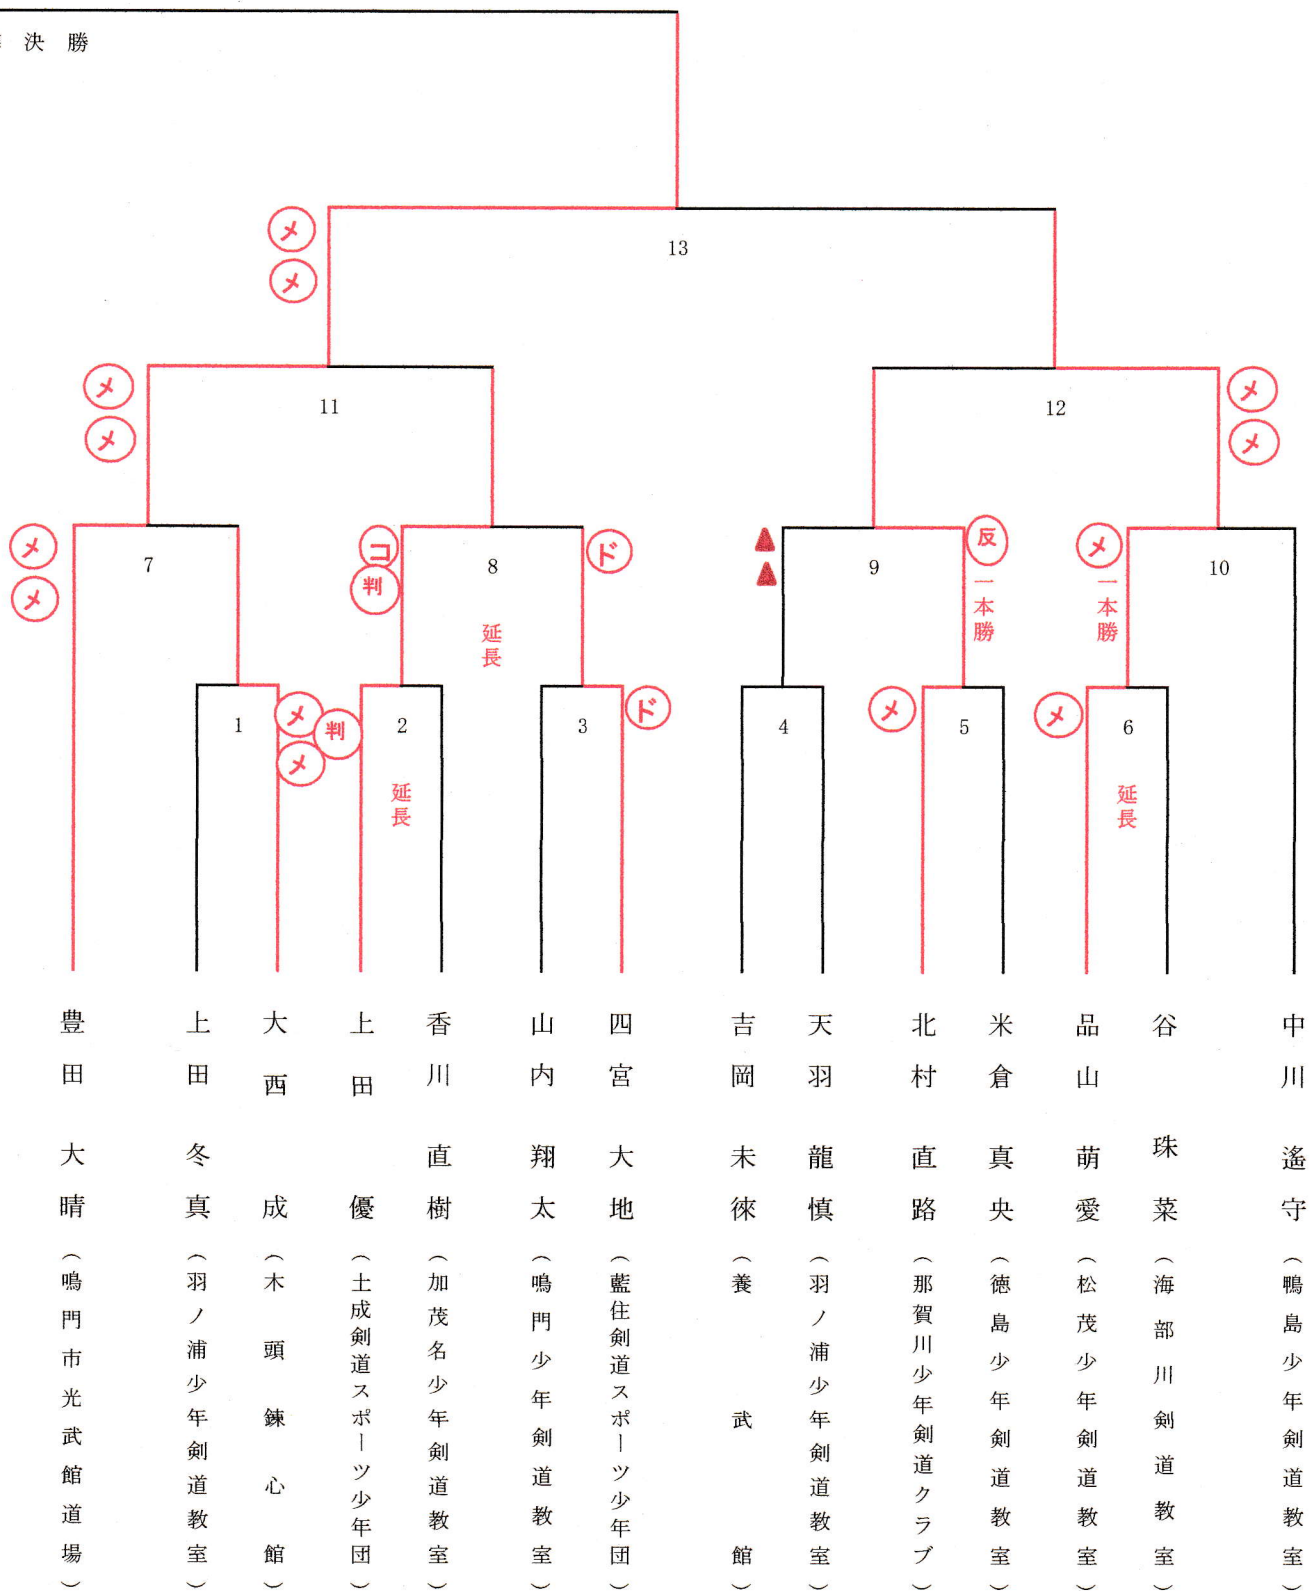 決勝
13
メ
メ
11
メ
メ
12
メ
メ
7
メ
メ
8
コ
判
ド
延長
9
▲
▲
反
一本勝
10
メ
一本勝
1
メ
メ
2
判
延長
3
ド
4
5
メ
6
メ
延長
豊田 大晴 (鳴門市光武館道場)
上田 冬真 (羽ノ浦少年剣道教室)
大西 成 (木頭錬心館)
上田 優 (土成剣道スポーツ少年団)
香川 直樹 (加茂名少年剣道教室)
山内 翔太 (鳴門少年剣道教室)
四宮 大地 (藍住剣道スポーツ少年団)
吉岡 未徠 (養武館)
天羽 龍慎 (羽ノ浦少年剣道教室)
北村 直路 (那賀川少年剣道クラブ)
米倉 真央 (徳島少年剣道教室)
品山 萌愛 (松茂少年剣道教室)
谷 珠菜 (海部川剣道教室)
中川 遙守 (鴨島少年剣道教室)